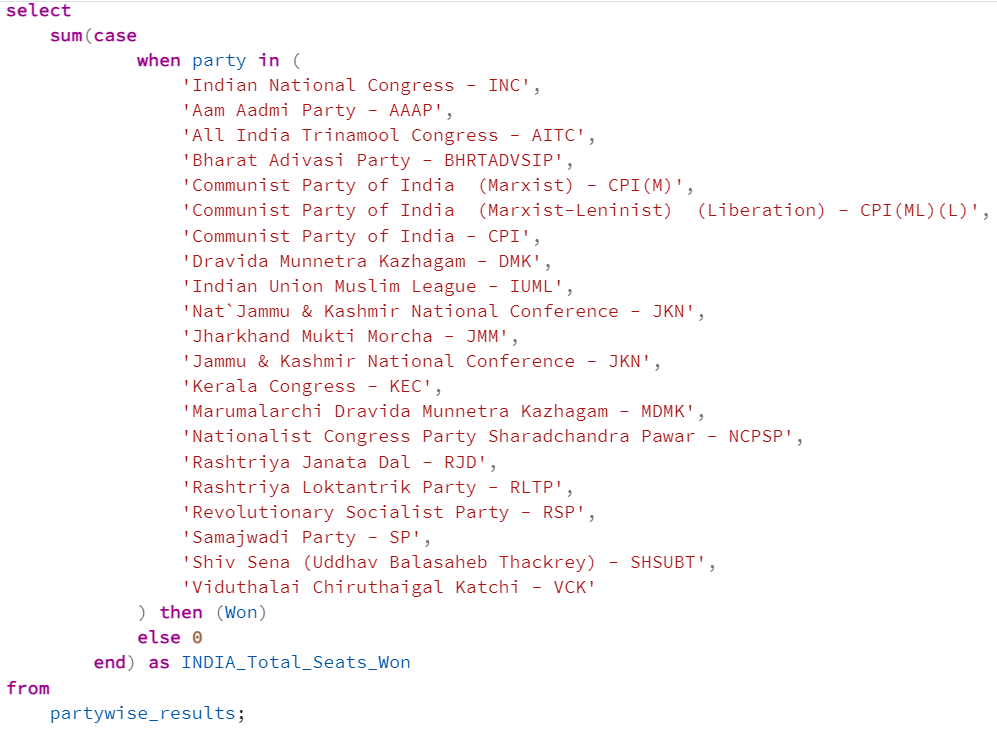 select
    sum(case
            when party in (
                'Indian National Congress - INC',
                'Aam Aadmi Party - AAAP',
                'All India Trinamool Congress - AITC',
                'Bharat Adivasi Party - BHRTADVSIP',
                'Communist Party of India  (Marxist) - CPI(M)',
                'Communist Party of India  (Marxist-Leninist)  (Liberation) - CPI(ML)(L)',
                'Communist Party of India - CPI',
                'Dravida Munnetra Kazhagam - DMK',
                'Indian Union Muslim League - IUML',
                'Nat`Jammu & Kashmir National Conference - JKN',
                'Jharkhand Mukti Morcha - JMM',
                'Jammu & Kashmir National Conference - JKN',
                'Kerala Congress - KEC',
                'Marumalarchi Dravida Munnetra Kazhagam - MDMK',
                'Nationalist Congress Party Sharadchandra Pawar - NCPSP',
                'Rashtriya Janata Dal - RJD',
                'Rashtriya Loktantrik Party - RLTP',
                'Revolutionary Socialist Party - RSP',
                'Samajwadi Party - SP',
                'Shiv Sena (Uddhav Balasaheb Thackrey) - SHSUBT',
                'Viduthalai Chiruthaigal Katchi - VCK'
            ) then (Won)
            else 0
        end) as INDIA_Total_Seats_Won
from
    partywise_results;